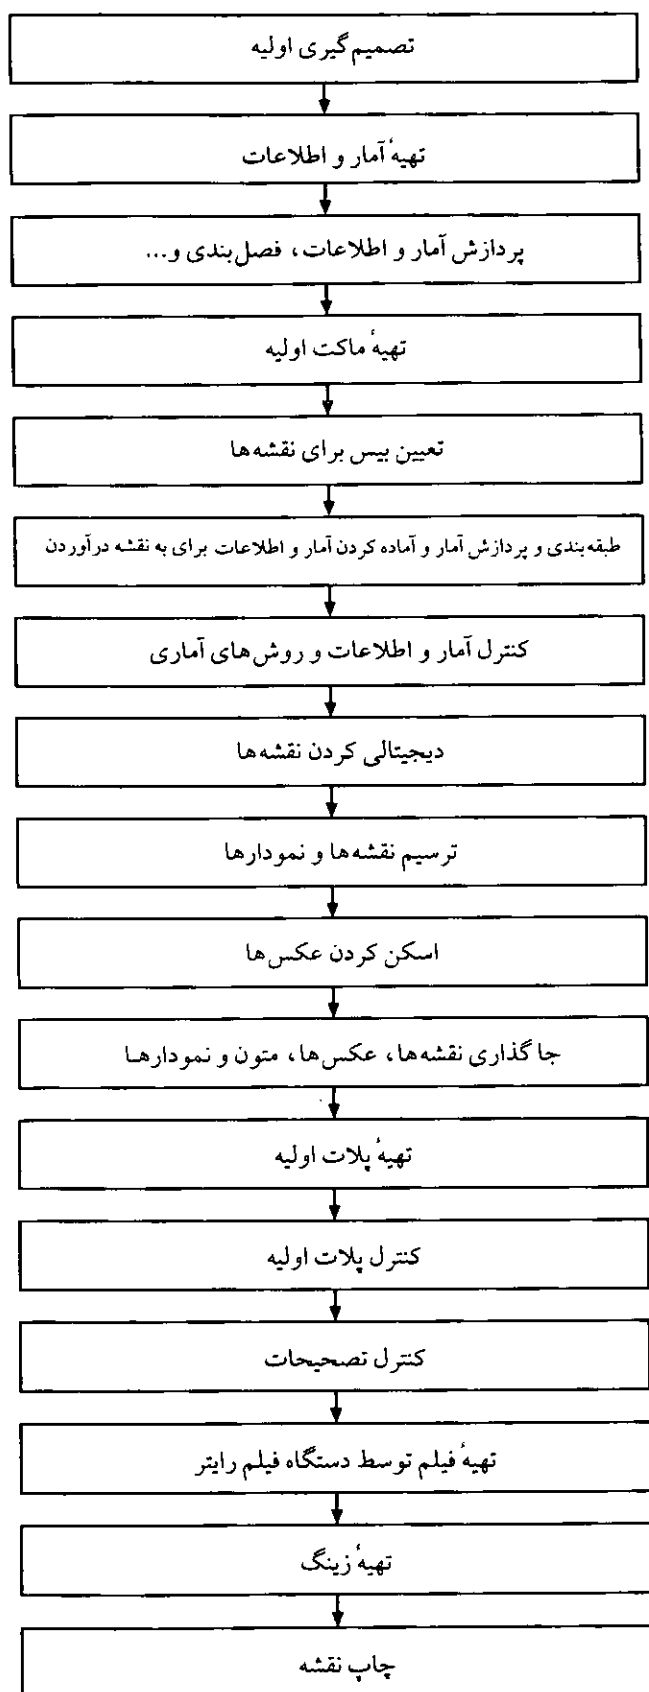 تصمیم‌گیری اولیه
تهیهٔ آمار و اطلاعات
پردازش آمار و اطلاعات، فصل‌بندی و...
تهیهٔ ماکت اولیه
تعیین بیس برای نقشه‌ها
طبقه‌بندی و پردازش آمار و آماده کردن آمار و اطلاعات برای به نقشه درآوردن
کنترل آمار و اطلاعات و روش‌های آماری
دیجیتالی کردن نقشه‌ها
ترسیم نقشه‌ها و نمودارها
اسکن کردن عکس‌ها
جاگذاری نقشه‌ها، عکس‌ها، متون و نمودارها
تهیهٔ پلات اولیه
کنترل پلات اولیه
کنترل تصحیحات
تهیهٔ فیلم توسط دستگاه فیلم رایتر
تهیهٔ زینگ
چاپ نقشه